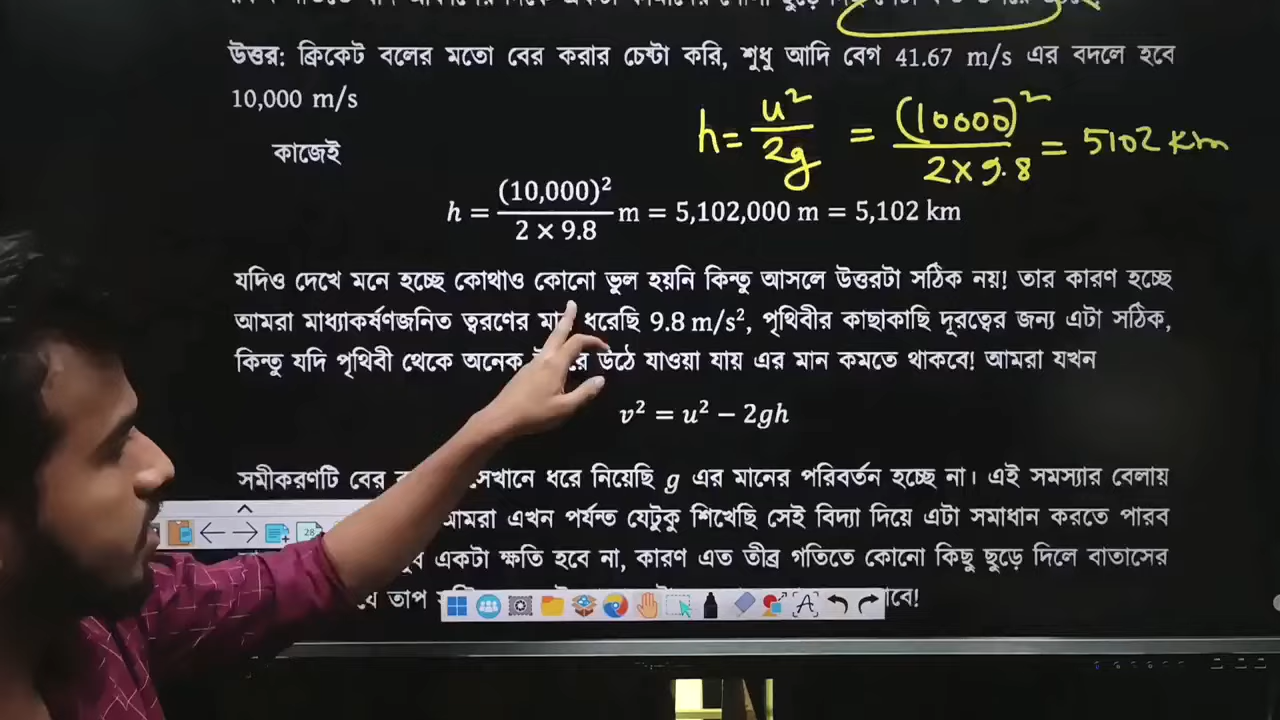 উত্তর: ক্রিকেট বলের মতো বের করার চেষ্টা করি, শুধু আদি বেগ 41.67 m/s এর বদলে হবে
10,000 m/s
h = u²/2g = (10000)²/2×9.8 = 5102 km
কাজেই
h = (10,000)²/2 × 9.8 m = 5,102,000 m = 5,102 km
যদিও দেখে মনে হচ্ছে কোথাও কোনো ভুল হয়নি কিন্তু আসলে উত্তরটা সঠিক নয়! তার কারণ হচ্ছে
আমরা মাধ্যাকর্ষণজনিত ত্বরণের ধরেছি 9.8 m/s², পৃথিবীর কাছাকাছি দূরত্বের জন্য এটা সঠিক,
কিন্তু যদি পৃথিবী থেকে অনেক উঠে যাওয়া যায় এর মান কমতে থাকবে! আমরা যখন
v² = u² − 2gh
সমীকরণটি বের সেখানে ধরে নিয়েছি g এর মানের পরিবর্তন হচ্ছে না। এই সমস্যার বেলায়
আমরা এখন পর্যন্ত যেটুকু শিখেছি সেই বিদ্যা দিয়ে এটা সমাধান করতে পারব
একটা ক্ষতি হবে না, কারণ এত তীব্র গতিতে কোনো কিছু ছুড়ে দিলে বাতাসের
তাপ
28